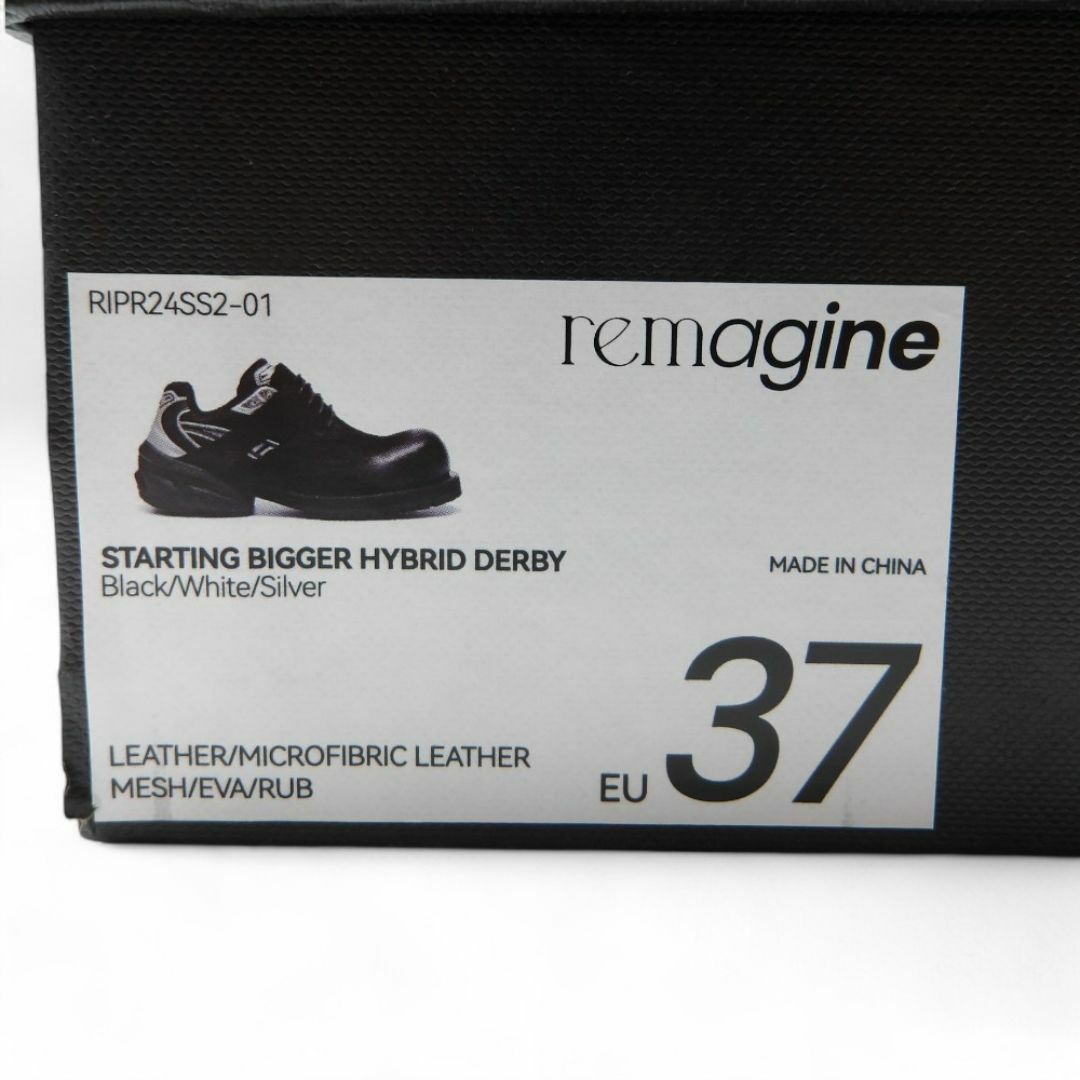 RIPR24SS2-01
remagine
STARTING BIGGER HYBRID DERBY
Black/White/Silver
MADE IN CHINA
LEATHER/MICROFIBRIC LEATHER
MESH/EVA/RUB
EU 37